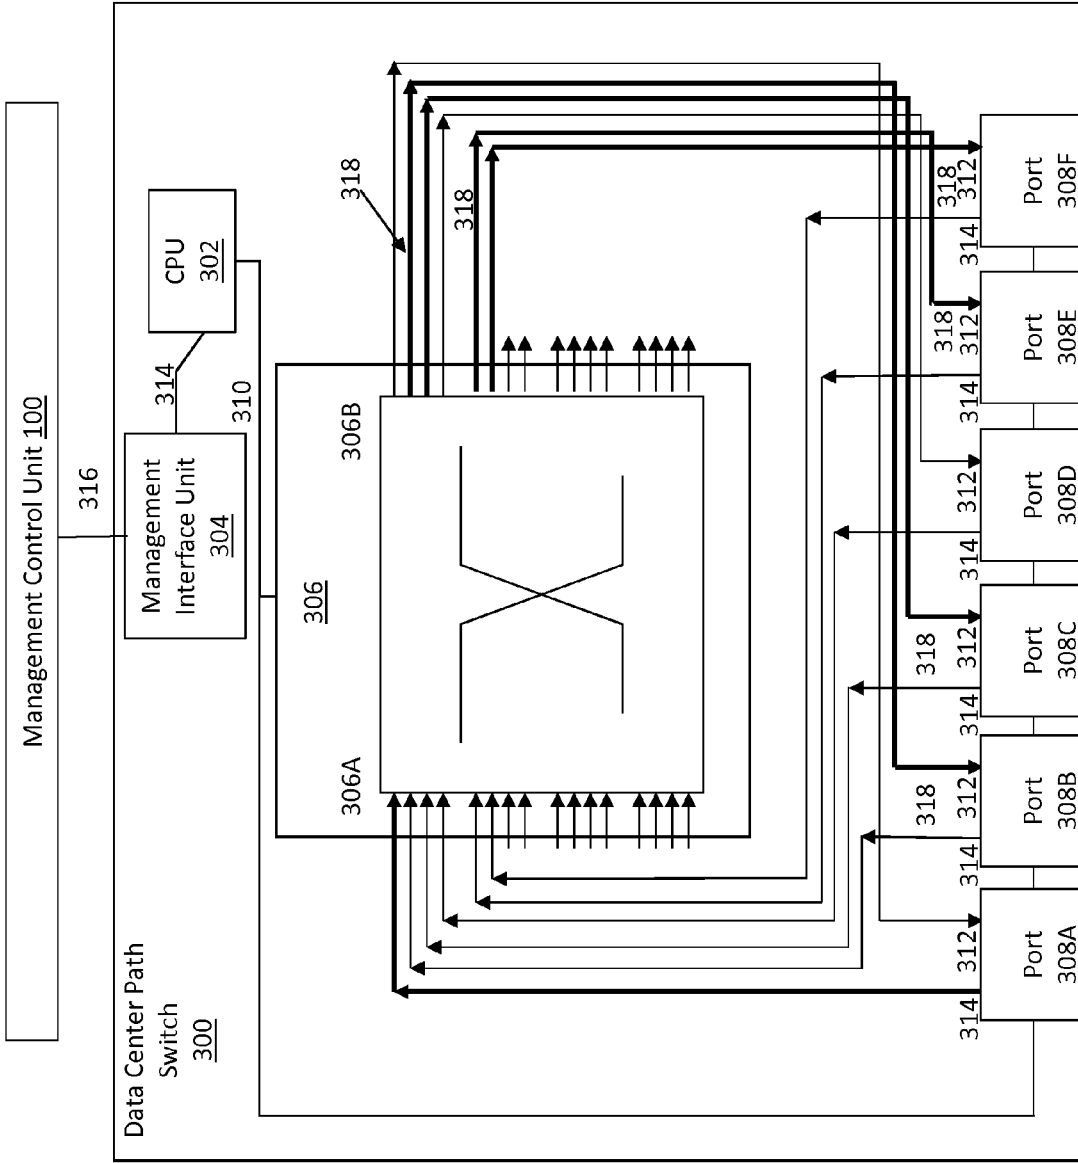 Management Control Unit 100
316
Data Center Path
Switch
300
Management
Interface Unit
304
314
CPU
302
310
306
306A
306B
318
318
314
312
Port
308A
314
312
318
Port
308B
314
312
318
Port
308C
314
312
Port
308D
314
312
318
Port
308E
314
312
318
Port
308F